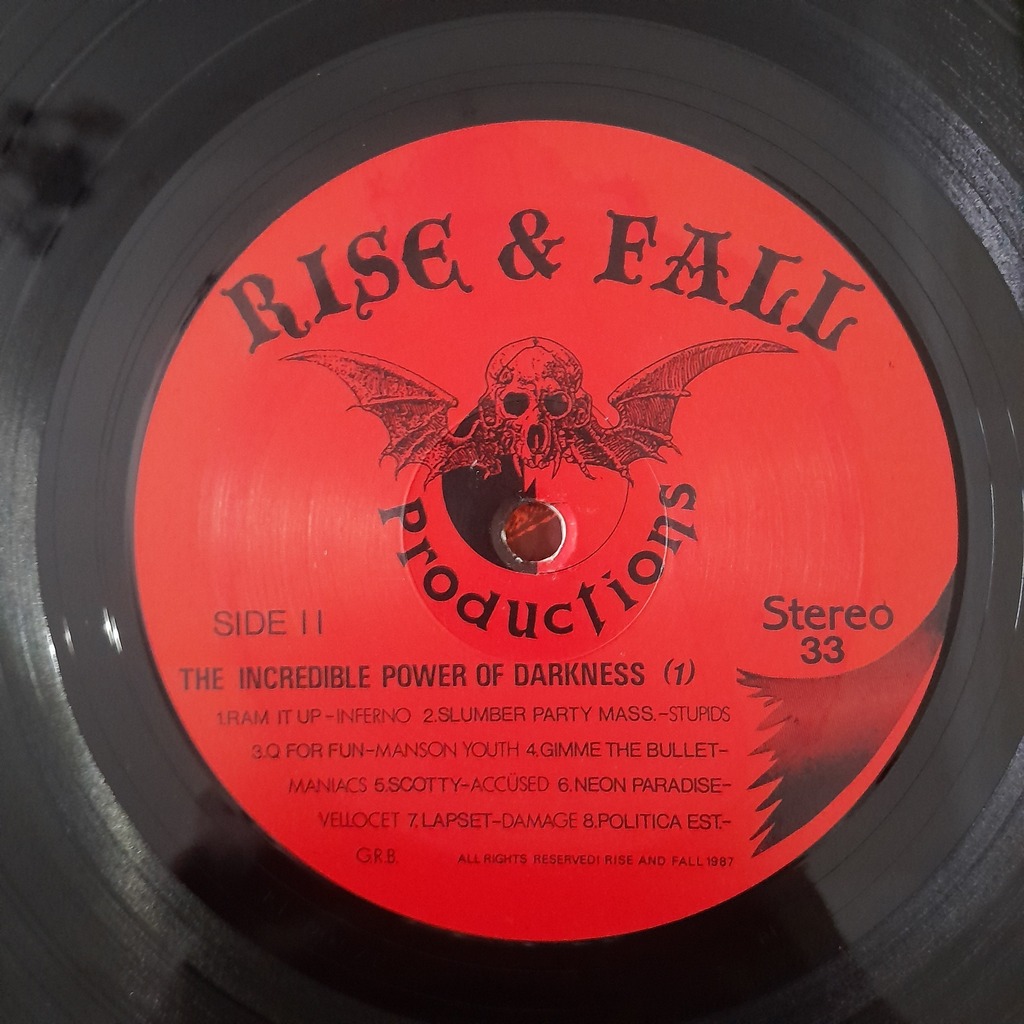 RISE & FALL
Productions
SIDE II
Stereo
33
THE INCREDIBLE POWER OF DARKNESS (1)
1.RAM IT UP-INFERNO 2.SLUMBER PARTY MASS.-STUPIDS
3.Q FOR FUN-MANSON YOUTH 4.GIMME THE BULLET-
MANIACS 5.SCOTTY-ACCÜSED 6.NEON PARADISE-
VELLOCET 7.LAPSET-DAMAGE 8.POLITICA EST.-
G.R.B. ALL RIGHTS RESERVED! RISE AND FALL 1987